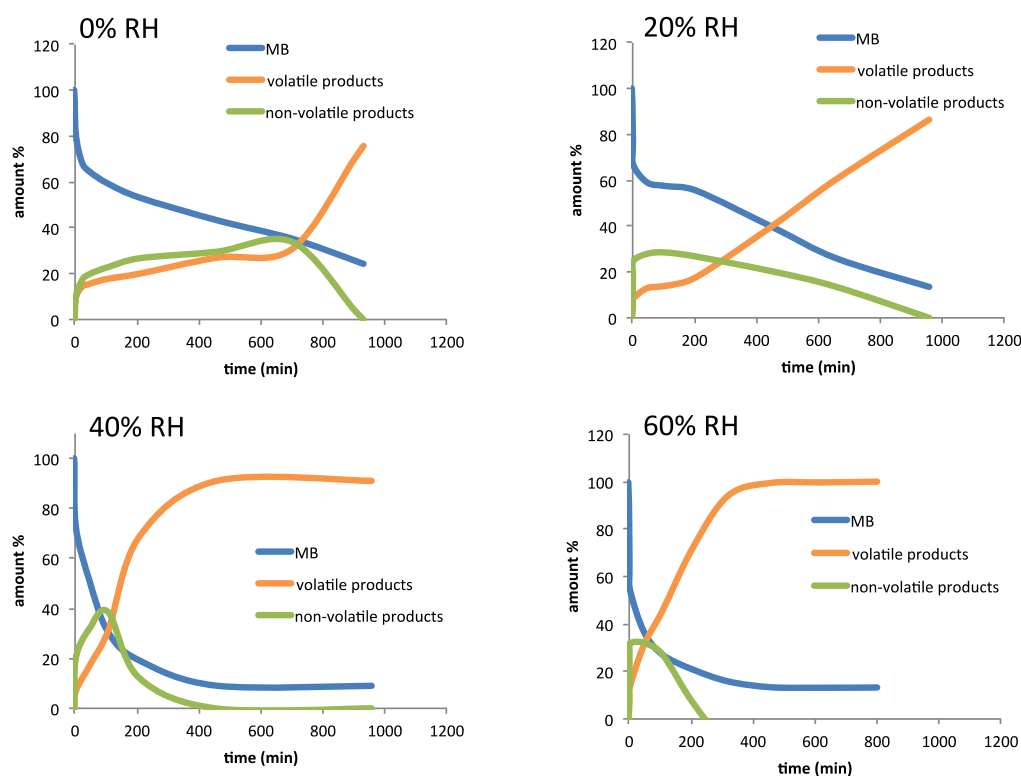 0% RH
MB
volatile products
non-volatile products
120
100
80
60
40
20
0
amount %
0 200 400 600 800 1000 1200
time (min)
20% RH
MB
volatile products
non-volatile products
120
100
80
60
40
20
0
amount %
0 200 400 600 800 1000 1200
time (min)
40% RH
MB
volatile products
non-volatile products
100
80
60
40
20
0
amount %
0 200 400 600 800 1000 1200
time (min)
60% RH
MB
volatile products
non-volatile products
120
100
80
60
40
20
0
amount %
0 200 400 600 800 1000 1200
time (min)